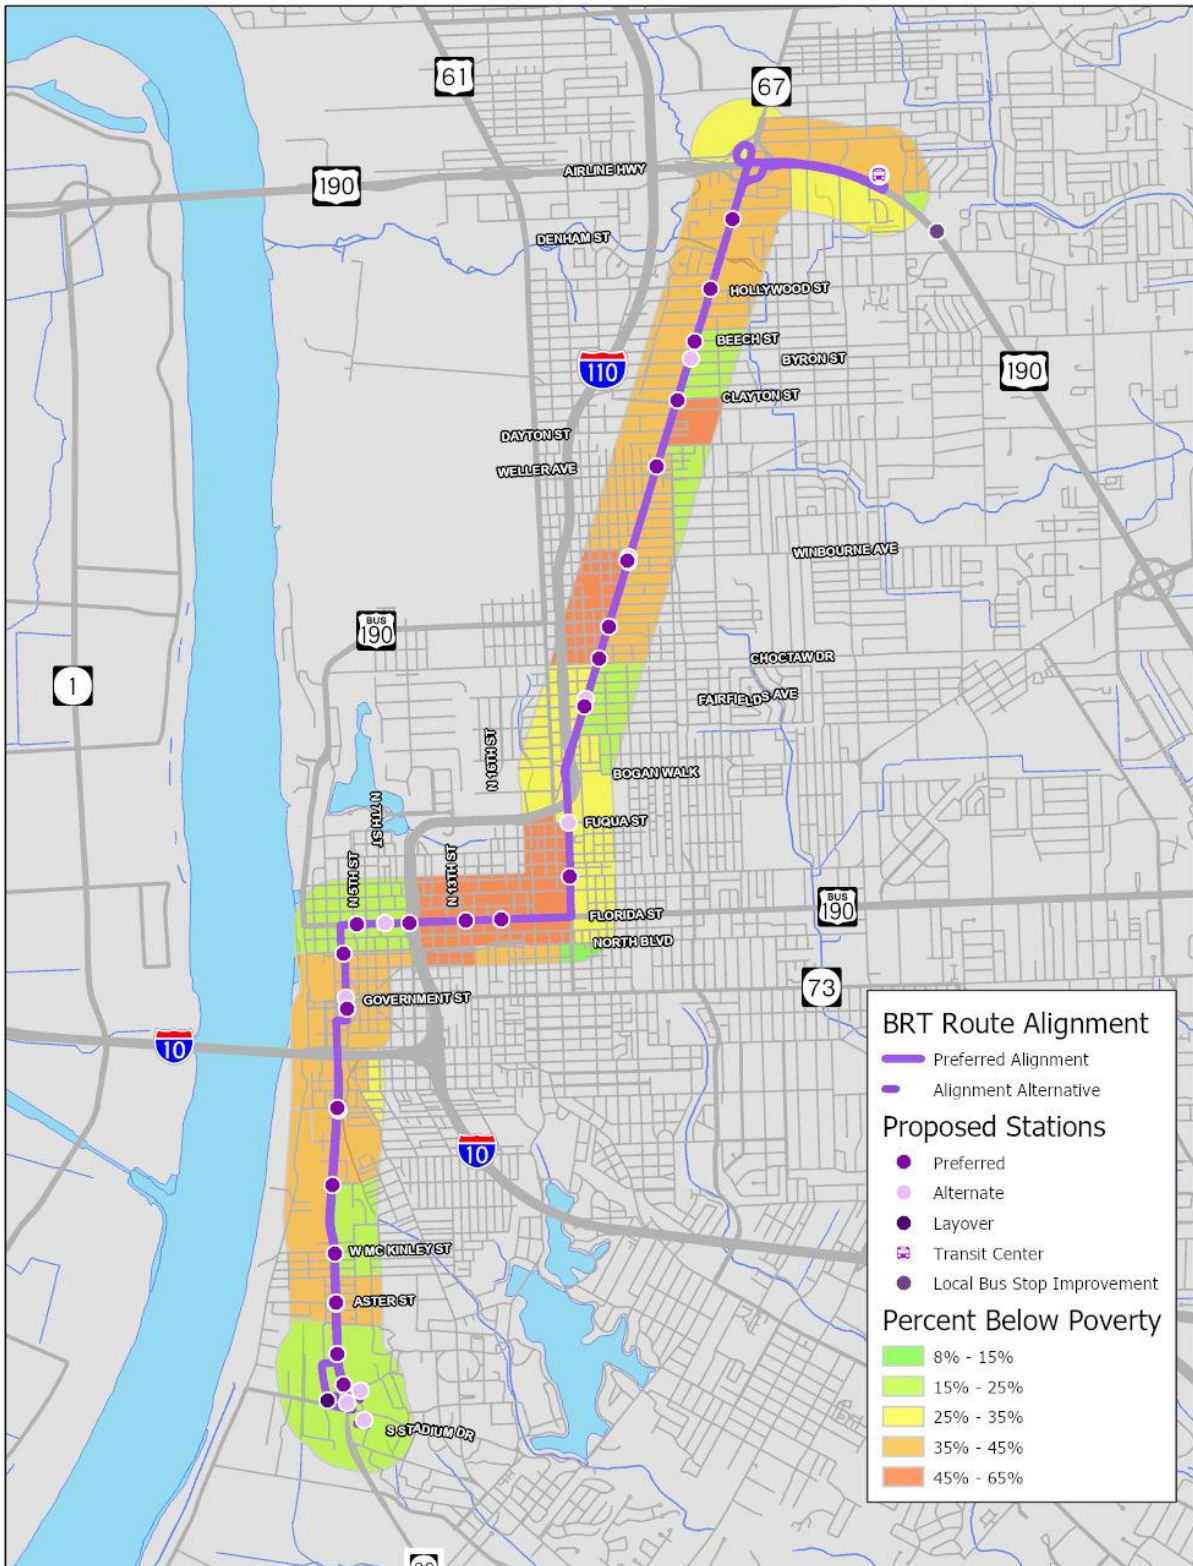 61
67
190
AIRLINE HWY
DENHAM ST
HOLLYWOOD ST
BEECH ST
BYRON ST
110
190
CLAYTON ST
DAYTON ST
WELLER AVE
WINBOURNE AVE
BUS
190
CHOCTAW DR
1
FAIRFIELDS AVE
N 16TH ST
BOGAN WALK
N 7TH ST
FUQUA ST
N 5TH ST
N 13TH ST
BUS
190
FLORIDA ST
NORTH BLVD
73
GOVERNMENT ST
10
10
W MC KINLEY ST
ASTER ST
S STADIUM DR
BRT Route Alignment
Preferred Alignment
Alignment Alternative
Proposed Stations
Preferred
Alternate
Layover
Transit Center
Local Bus Stop Improvement
Percent Below Poverty
8% - 15%
15% - 25%
25% - 35%
35% - 45%
45% - 65%